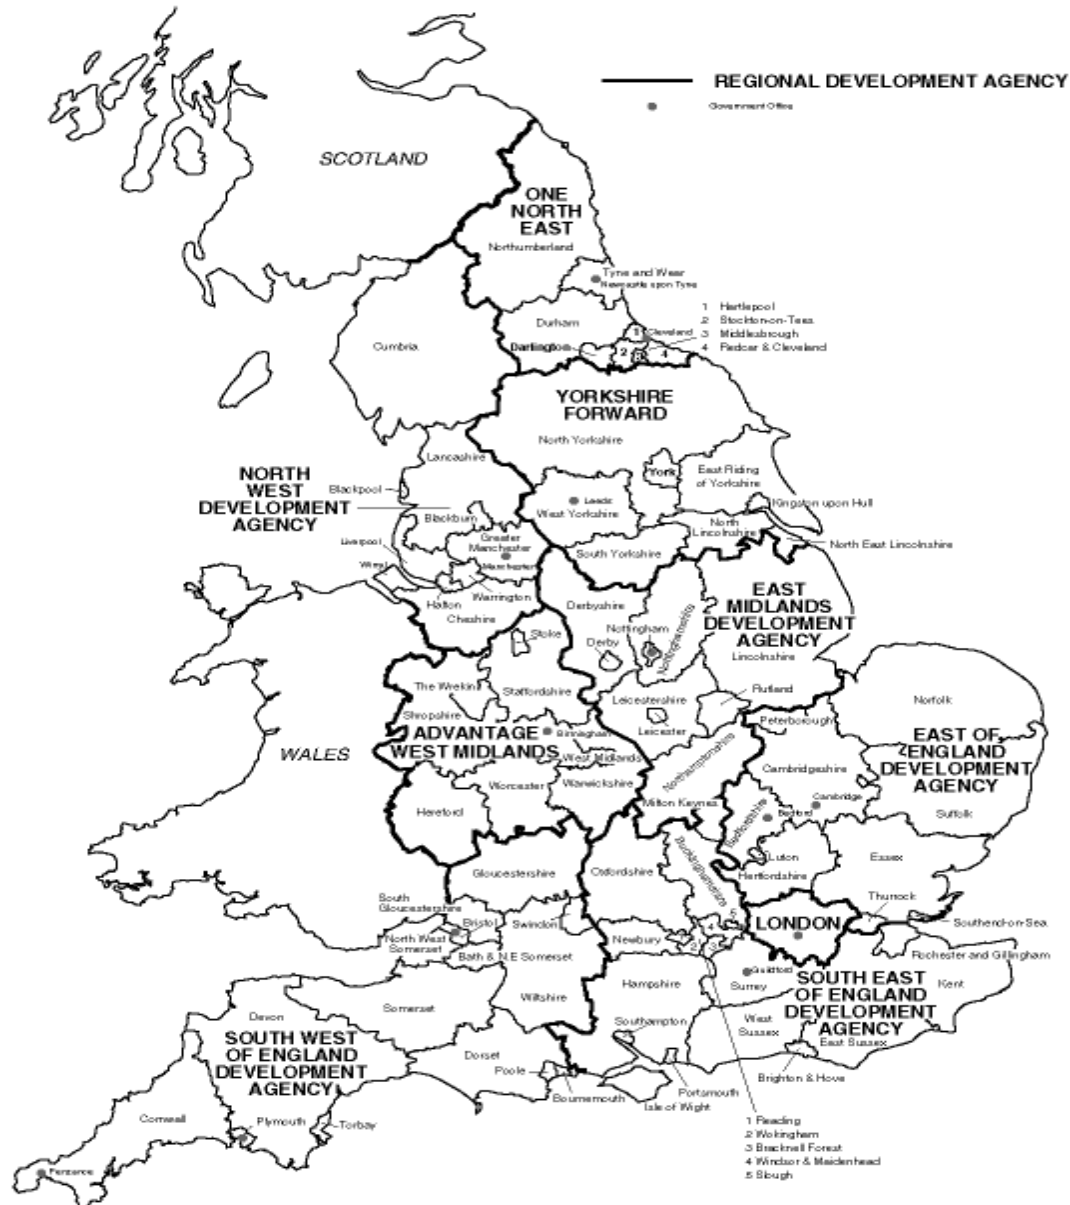 REGIONAL DEVELOPMENT AGENCY
Government Office
SCOTLAND
ONE
NORTH
EAST
Northumberland
Tyne and Wear
Newcastle upon Tyne
1 Hartlepool
2 Stockton-on-Tees
3 Middlesbrough
4 Redcar & Cleveland
Durham
1
Cleveland
Darlington
2
3
4
Cumbria
YORKSHIRE
FORWARD
North Yorkshire
Lancashire
York
East Riding
of Yorkshire
NORTH
WEST
DEVELOPMENT
AGENCY
Blackpool
Leeds
West Yorkshire
Kingston upon Hull
Blackburn
North
Lincolnshire
North East Lincolnshire
Liverpool
Greater
Manchester
Manchester
South Yorkshire
Wirral
Warrington
Halton
Cheshire
Derbyshire
EAST
MIDLANDS
DEVELOPMENT
AGENCY
Nottingham
Nottinghamshire
Derby
Stoke
Lincolnshire
The Wrekin
Staffordshire
Leicestershire
Rutland
Norfolk
Shropshire
Leicester
Peterborough
ADVANTAGE
WEST MIDLANDS
Birmingham
West Midlands
Northamptonshire
EAST OF
ENGLAND
DEVELOPMENT
AGENCY
WALES
Cambridgeshire
Worcester
Warwickshire
Milton Keynes
Cambridge
Hereford
Bedfordshire
Bedford
Suffolk
Gloucestershire
Oxfordshire
Buckinghamshire
Luton
Hertfordshire
Essex
South
Gloucestershire
Bristol
Swindon
Thurrock
LONDON
Southend-on-Sea
North West
Somerset
Bath & N.E Somerset
Newbury
4
5
2
3
Rochester and Gillingham
Guildford
Surrey
Hampshire
Kent
SOUTH EAST
OF ENGLAND
DEVELOPMENT
AGENCY
Wiltshire
Somerset
Devon
Southampton
West
Sussex
East Sussex
SOUTH WEST
OF ENGLAND
DEVELOPMENT
AGENCY
Dorset
Poole
Bournemouth
Isle of Wight
Portsmouth
Brighton & Hove
Cornwall
Plymouth
Torbay
Penzance
1 Reading
2 Wokingham
3 Bracknell Forest
4 Windsor & Maidenhead
5 Slough